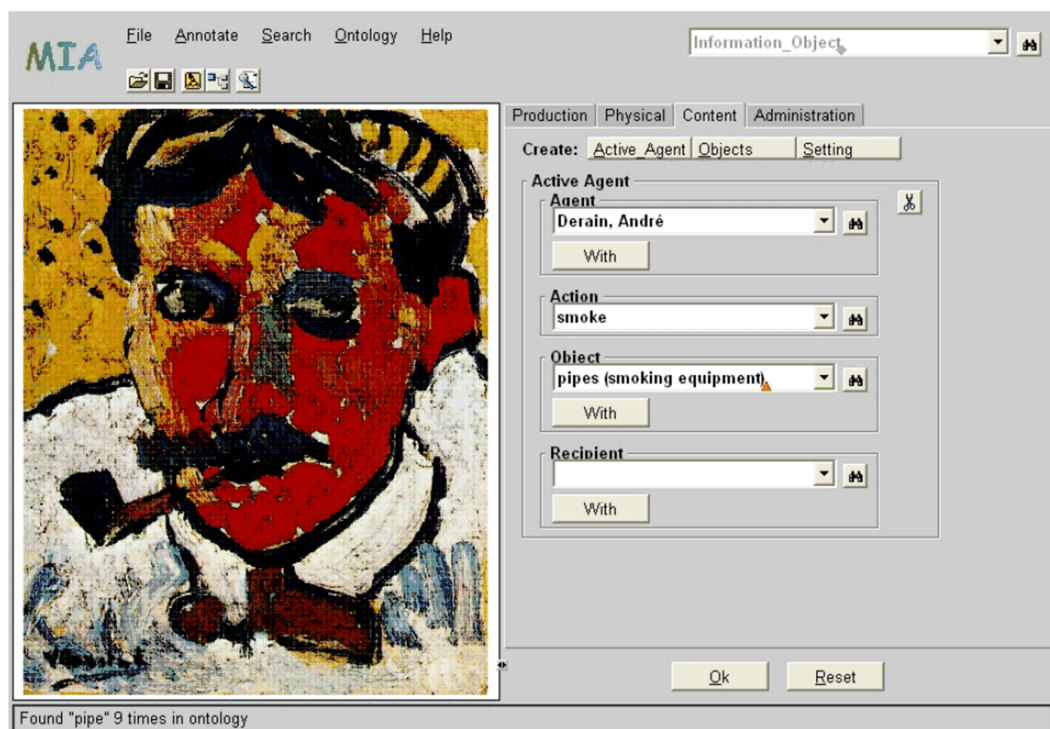 MIA
File Annotate Search Ontology Help
Information_Object
Production Physical Content Administration
Create: Active_Agent Objects Setting
Active Agent
Agent
Derain, André
With
Action
smoke
Object
pipes (smoking equipment)
With
Recipient
With
Ok Reset
Found "pipe" 9 times in ontology